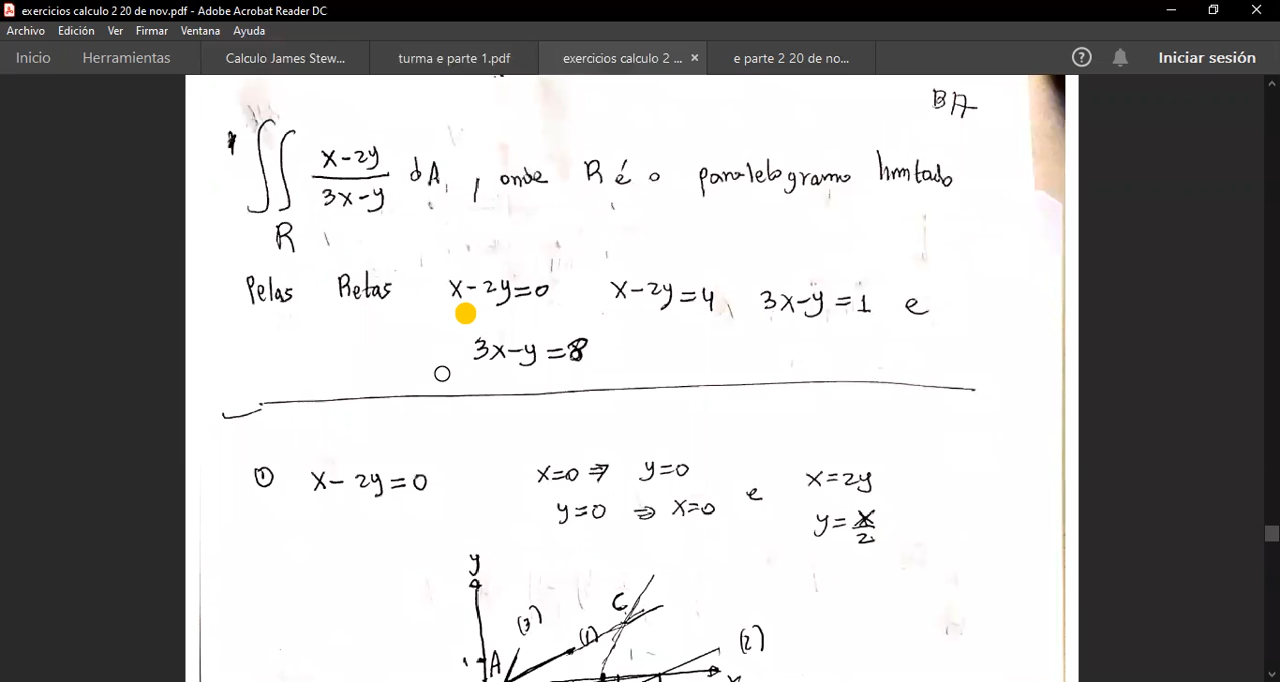 exercicios calculo 2 20 de nov.pdf - Adobe Acrobat Reader DC
Archivo Edición Ver Firmar Ventana Ayuda
Inicio Herramientas Calculo James Stew... turma e parte 1.pdf exercicios calculo 2 ... × e parte 2 20 de no... ? Iniciar sesión
BA
∬R (x-2y)/(3x-y) dA, onde R é o paralelogramo limitado
Pelas Retas x-2y=0 x-2y=4 3x-y=1 e
3x-y=8
① x-2y=0 x=0 ⇒ y=0 e x=2y
y=0 ⇒ x=0 y=x/2
y
C
(3) (1) (2)
A